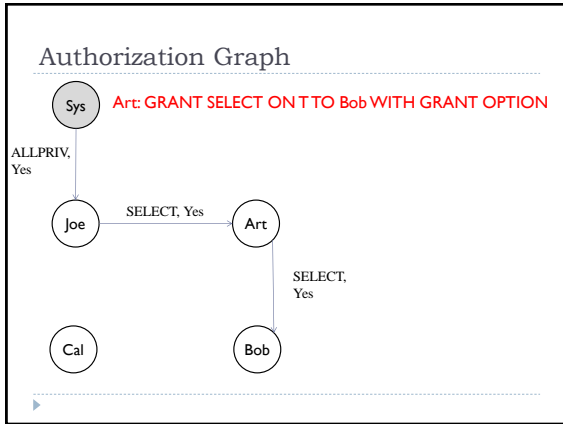 Authorization Graph
Sys
Art: GRANT SELECT ON T TO Bob WITH GRANT OPTION
ALLPRIV,
Yes
Joe
SELECT, Yes
Art
SELECT,
Yes
Cal
Bob